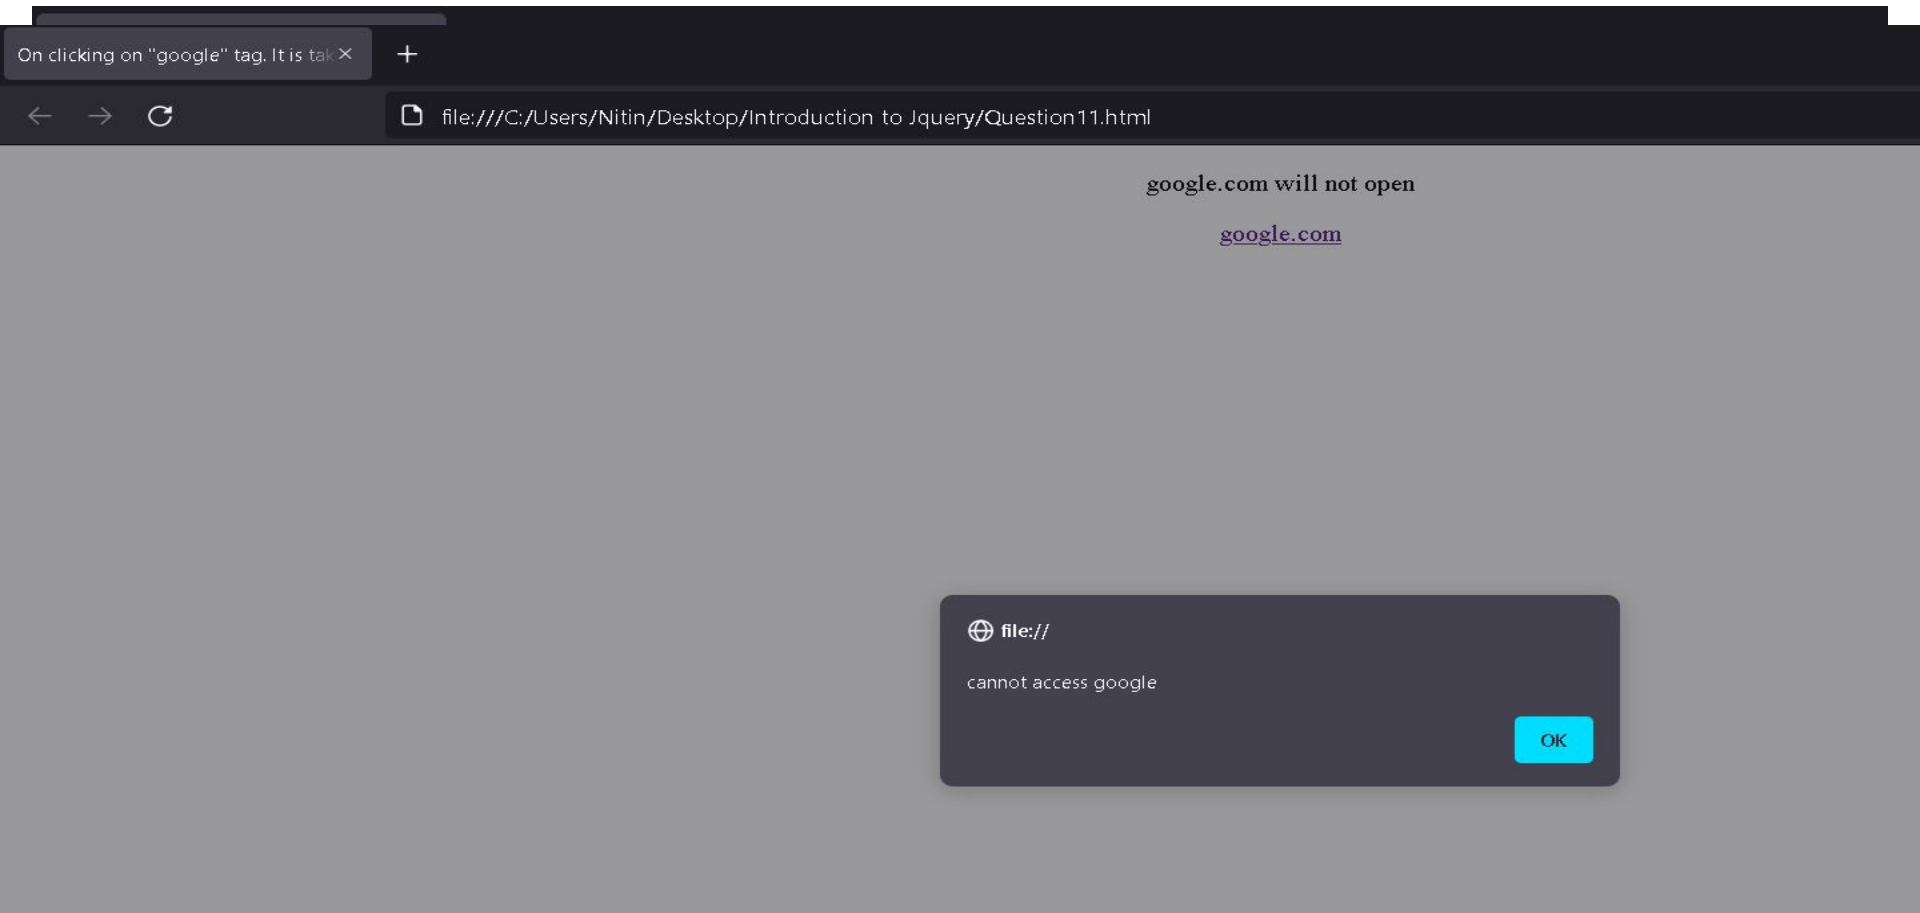 On clicking on "google" tag. It is tak
file:///C:/Users/Nitin/Desktop/Introduction to Jquery/Question11.html
google.com will not open
google.com
file://
cannot access google
OK